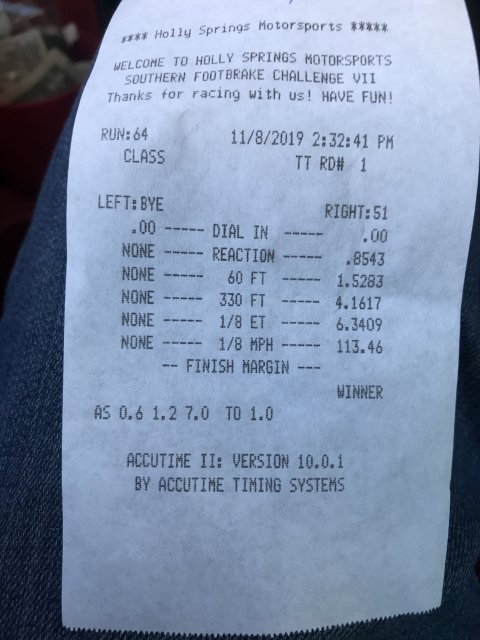 **** Holly Springs Motorsports *****
WELCOME TO HOLLY SPRINGS MOTORSPORTS
SOUTHERN FOOTBRAKE CHALLENGE VII
Thanks for racing with us! HAVE FUN!
RUN:64 11/8/2019 2:32:41 PM
CLASS TT RD# 1
LEFT:BYE RIGHT:51
.00 ----- DIAL IN ----- .00
NONE ----- REACTION ----- .8543
NONE ----- 60 FT ----- 1.5283
NONE ----- 330 FT ----- 4.1617
NONE ----- 1/8 ET ----- 6.3409
NONE ----- 1/8 MPH ----- 113.46
-- FINISH MARGIN ---
WINNER
AS 0.6 1.2 7.0 TO 1.0
ACCUTIME II: VERSION 10.0.1
BY ACCUTIME TIMING SYSTEMS